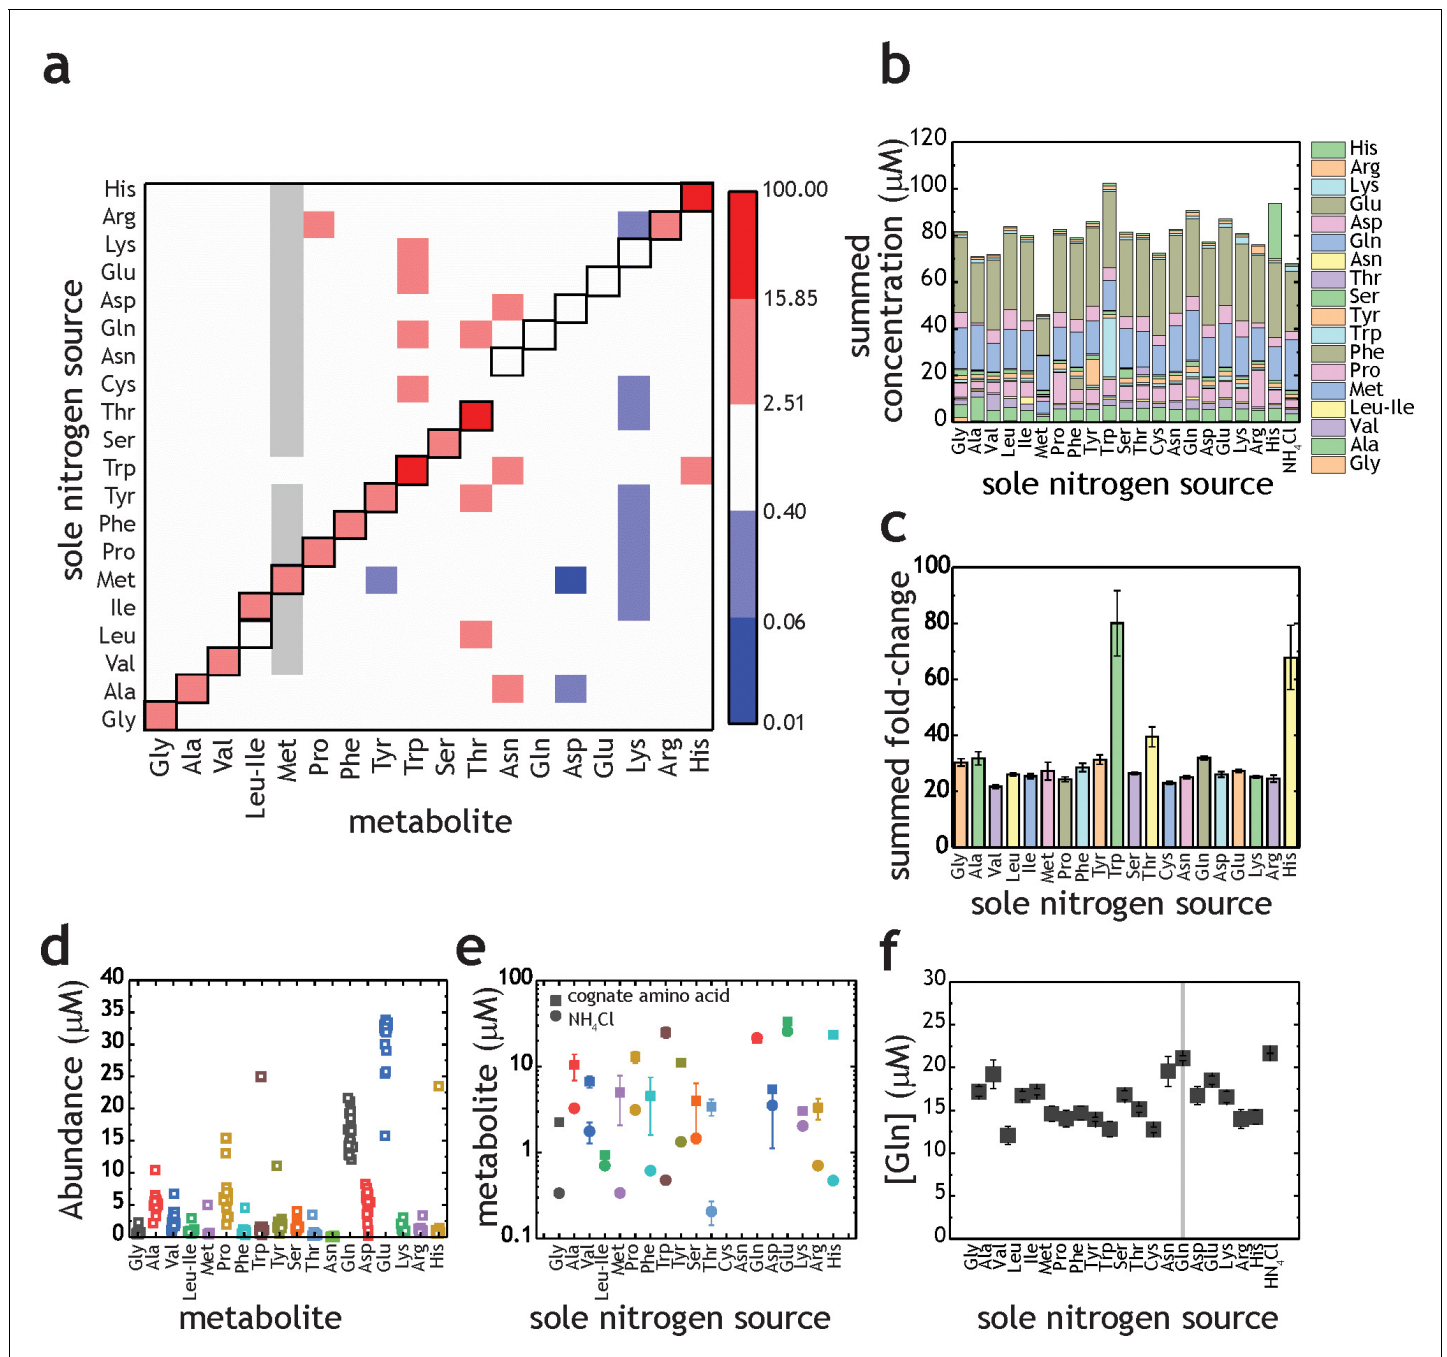 a
sole nitrogen source
His
Arg
Lys
Glu
Asp
Gln
Asn
Cys
Thr
Ser
Trp
Tyr
Phe
Pro
Met
Ile
Leu
Val
Ala
Gly
Gly Ala Val Leu-Ile Met Pro Phe Tyr Trp Ser Thr Asn Gln Asp Glu Lys Arg His
metabolite
100.00
15.85
2.51
0.40
0.06
0.01
b
summed
concentration (μM)
120
100
80
60
40
20
0
Gly Ala Val Leu Ile Met Pro Phe Tyr Trp Ser Thr Cys Asn Gln Asp Glu Lys Arg His NH4Cl
sole nitrogen source
His
Arg
Lys
Glu
Asp
Gln
Asn
Thr
Ser
Tyr
Trp
Phe
Pro
Met
Leu-Ile
Val
Ala
Gly
c
summed fold-change
100
80
60
40
20
0
Gly Ala Val Leu Ile Met Pro Phe Tyr Trp Ser Thr Cys Asn Gln Asp Glu Lys Arg His
sole nitrogen source
d
Abundance (μM)
40
35
30
25
20
15
10
5
0
Gly Ala Val Leu-Ile Met Pro Phe Trp Tyr Ser Thr Asn Gln Asp Glu Lys Arg His
metabolite
e
metabolite (μM)
100
10
1
0.1
cognate amino acid
NH4Cl
Gly Ala Val Leu-Ile Met Pro Phe Trp Tyr Ser Thr Cys Asn Gln Asp Glu Lys Arg His
sole nitrogen source
f
[Gln] (μM)
30
25
20
15
10
5
0
Gly Ala Val Leu Ile Met Pro Phe Tyr Trp Ser Thr Cys Asn Gln Asp Glu Lys Arg His HN4Cl
sole nitrogen source